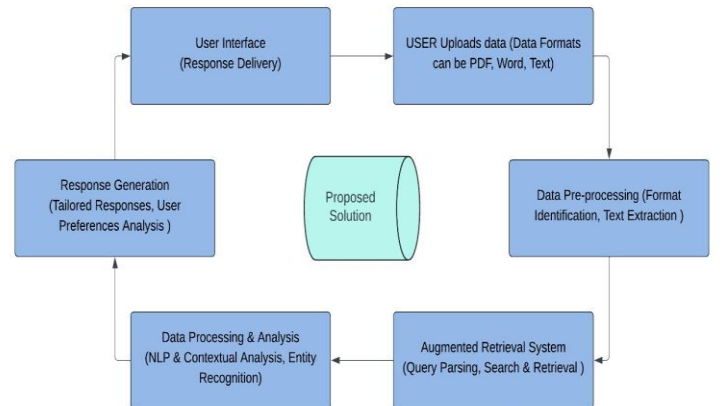 User Interface
(Response Delivery)
USER Uploads data (Data Formats
can be PDF, Word, Text)
Response Generation
(Tailored Responses, User
Preferences Analysis )
Proposed
Solution
Data Pre-processing (Format
Identification, Text Extraction )
Data Processing & Analysis
(NLP & Contextual Analysis, Entity
Recognition)
Augmented Retrieval System
(Query Parsing, Search & Retrieval )